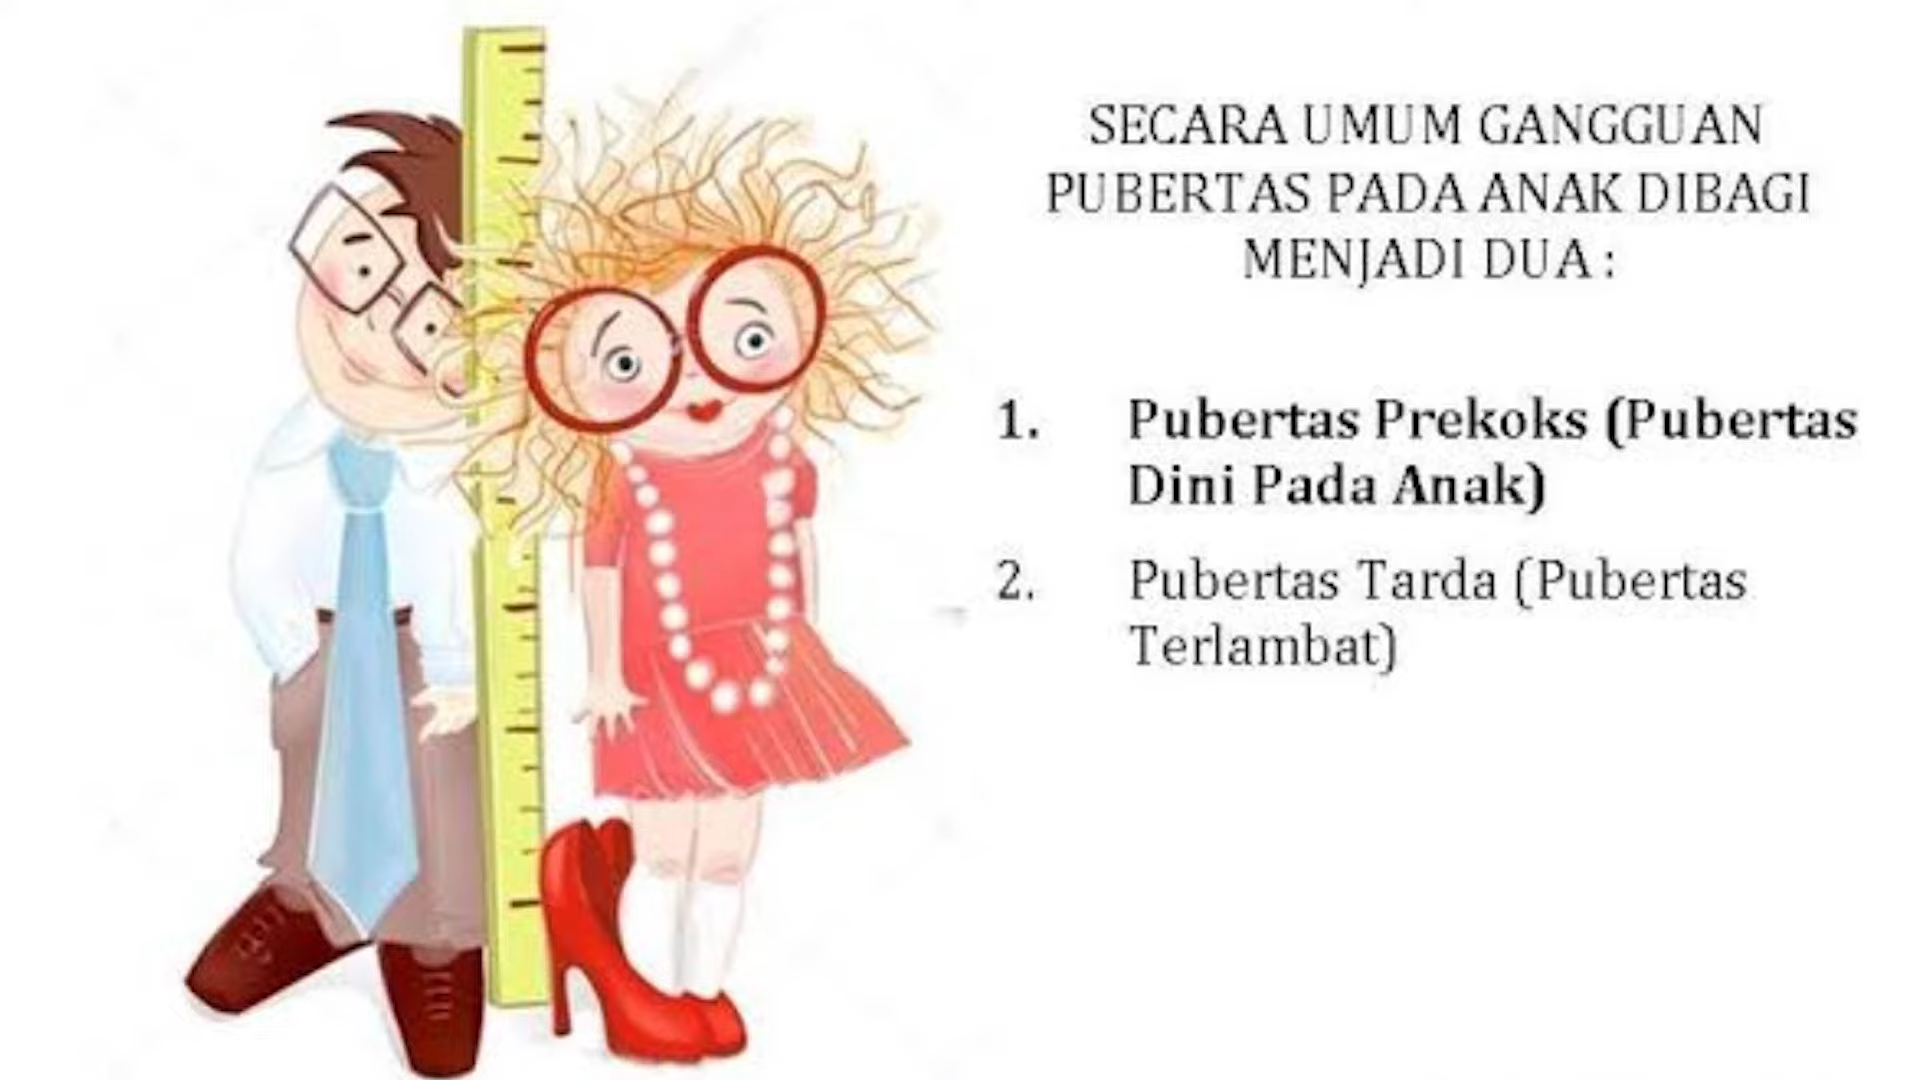 SECARA UMUM GANGGUAN
PUBERTAS PADA ANAK DIBAGI
MENJADI DUA :
1. Pubertas Prekoks (Pubertas
Dini Pada Anak)
2. Pubertas Tarda (Pubertas
Terlambat)